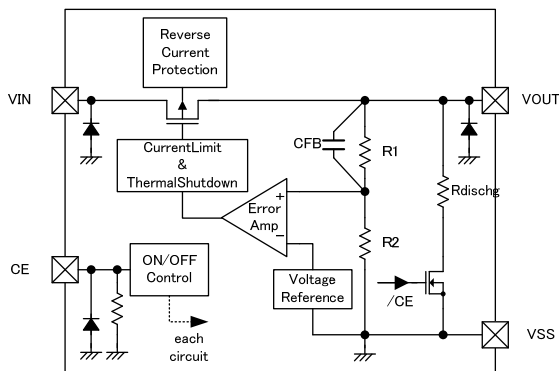 Reverse
Current
Protection
VIN
VOUT
CurrentLimit
&
ThermalShutdown
CFB
R1
Rdischg
+
Error
Amp
−
R2
CE
ON/OFF
Control
Voltage
Reference
/CE
each
circuit
VSS